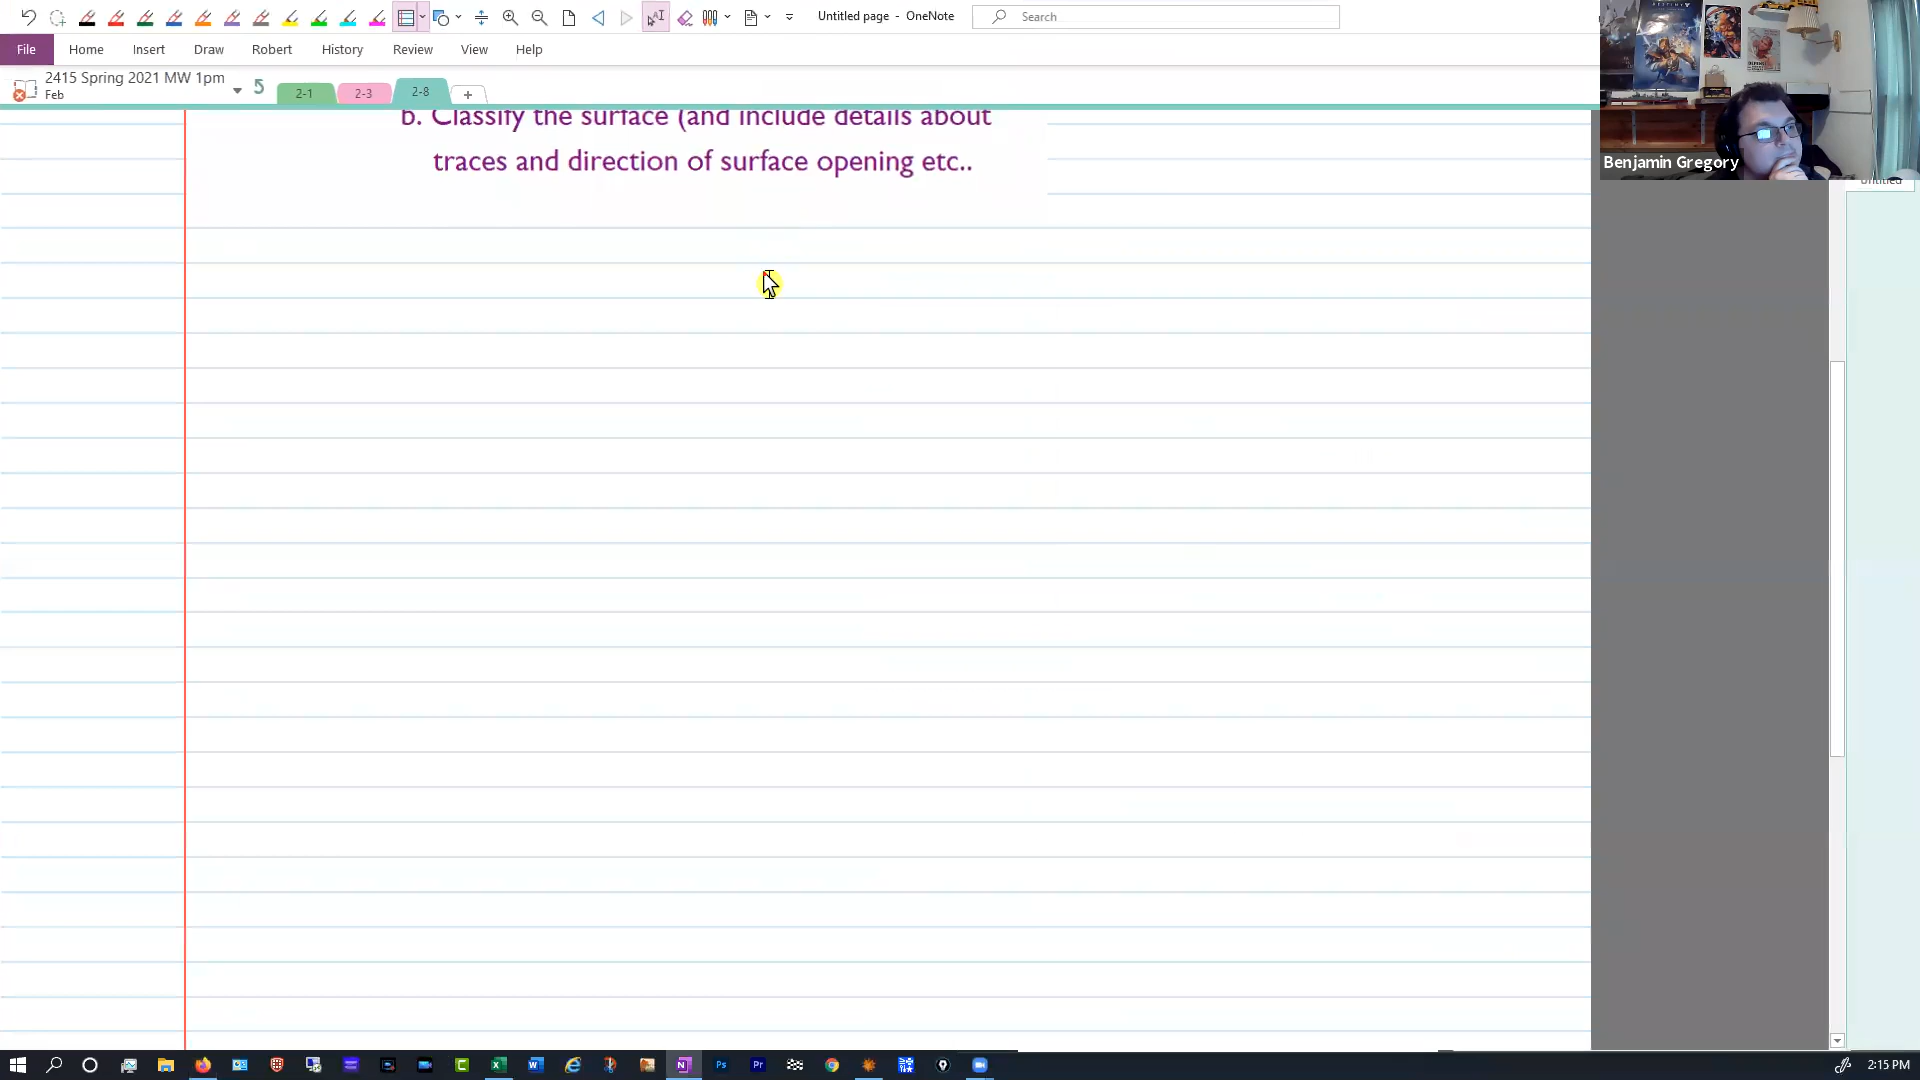 Untitled page - OneNote
Search
File
Home
Insert
Draw
Robert
History
Review
View
Help
2415 Spring 2021 MW 1pm
Feb
2-1
2-3
2-8
b. Classify the surface (and include details about
traces and direction of surface opening etc..
Benjamin Gregory
Untitled
2:15 PM